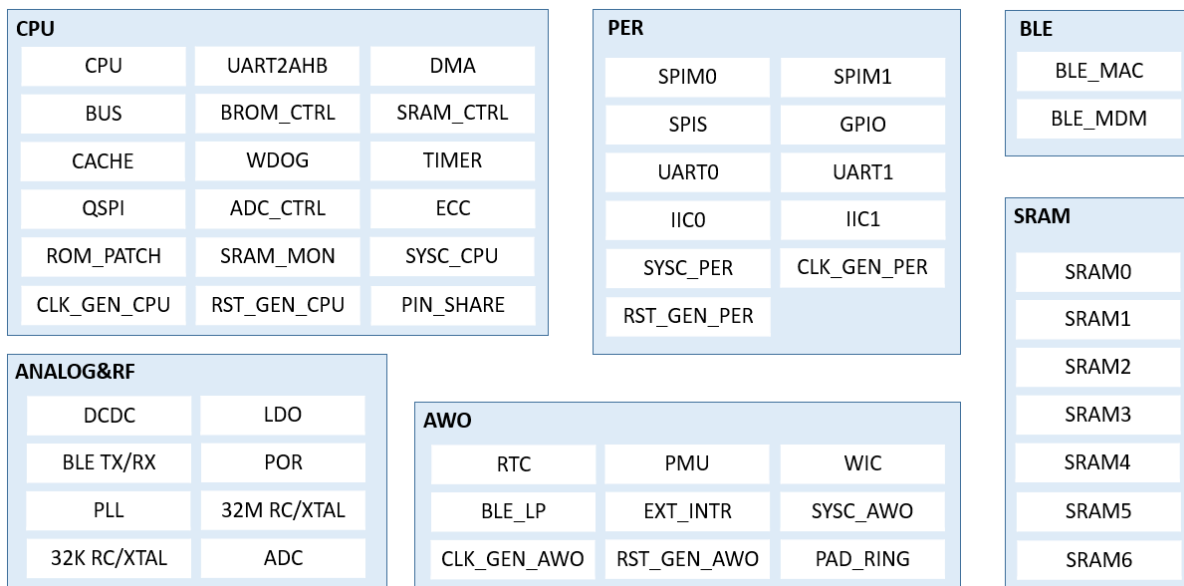 CPU
CPU UART2AHB DMA
BUS BROM_CTRL SRAM_CTRL
CACHE WDOG TIMER
QSPI ADC_CTRL ECC
ROM_PATCH SRAM_MON SYSC_CPU
CLK_GEN_CPU RST_GEN_CPU PIN_SHARE
PER
SPIM0 SPIM1
SPIS GPIO
UART0 UART1
IIC0 IIC1
SYSC_PER CLK_GEN_PER
RST_GEN_PER
BLE
BLE_MAC
BLE_MDM
ANALOG&RF
DCDC LDO
BLE TX/RX POR
PLL 32M RC/XTAL
32K RC/XTAL ADC
AWO
RTC PMU WIC
BLE_LP EXT_INTR SYSC_AWO
CLK_GEN_AWO RST_GEN_AWO PAD_RING
SRAM
SRAM0
SRAM1
SRAM2
SRAM3
SRAM4
SRAM5
SRAM6